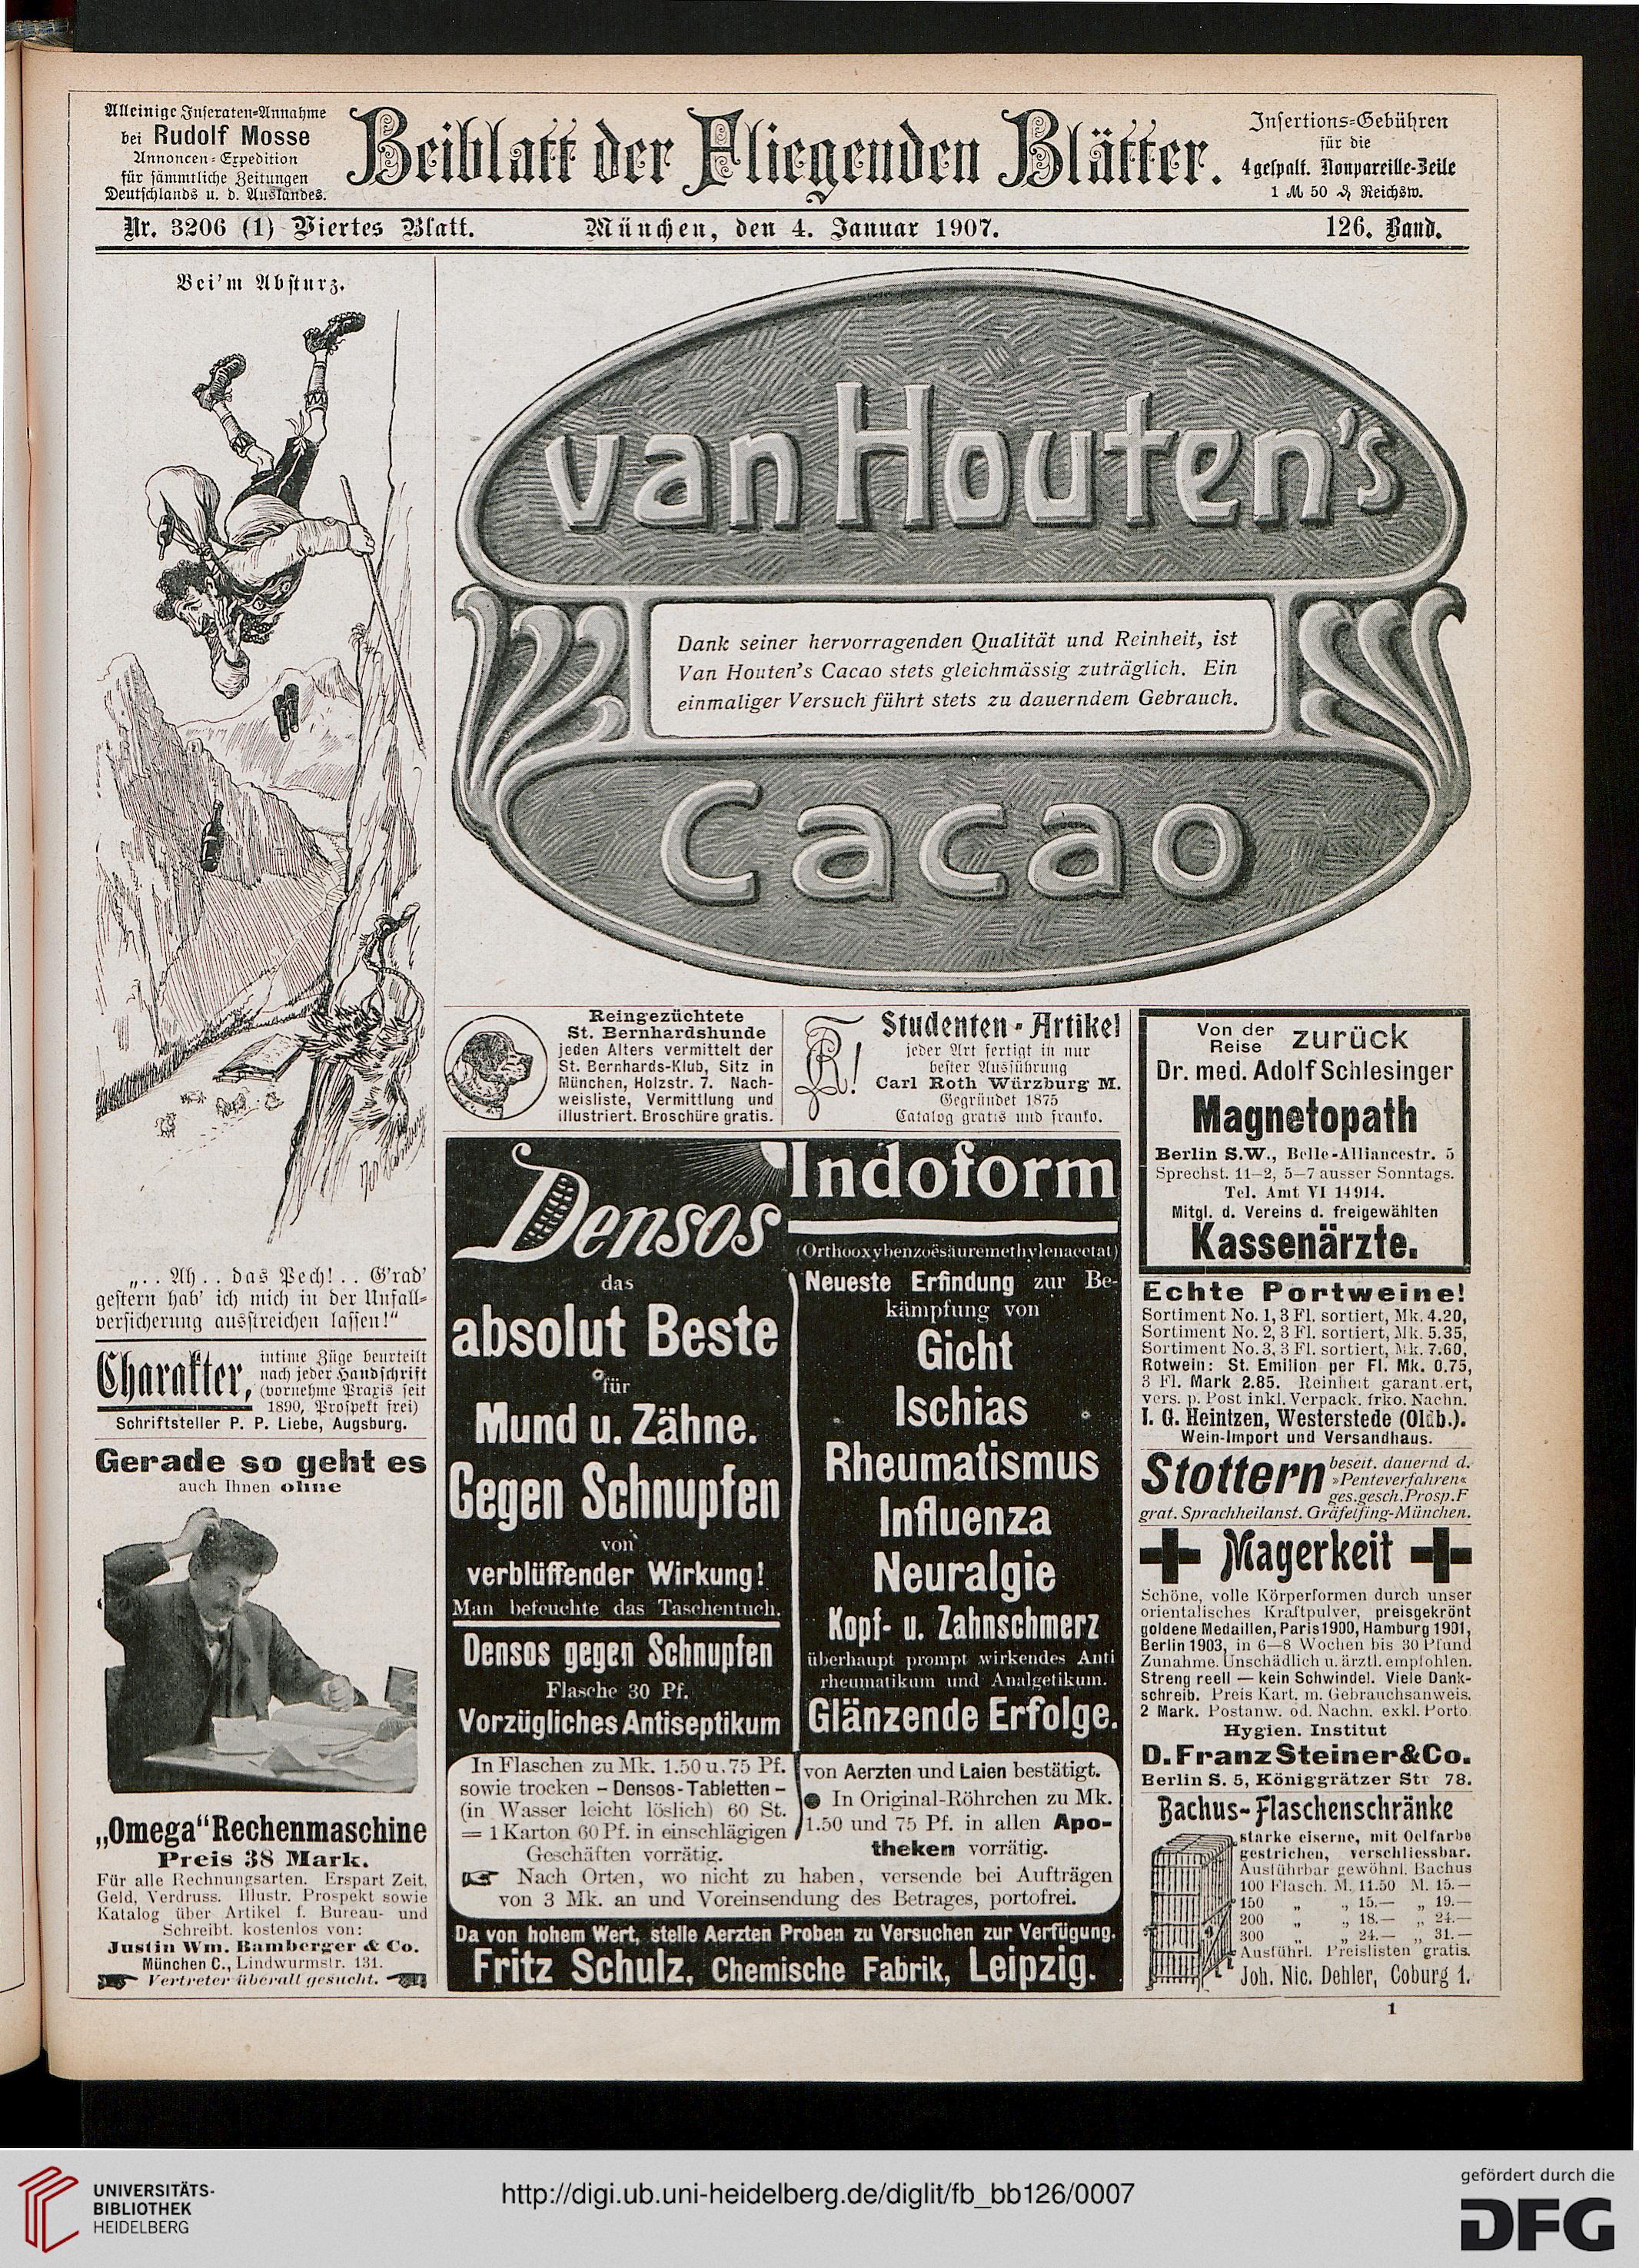 Alleinige Inseraten-Annahme
bei Rudolf Mosse
Annoncen-Expedition
für sämmtliche Zeitungen
Deutschlands u. d. Auslandes.
Beiblatt der Fliegenden Blätter.
Insertions-Gebühren
für die
4 gespalt. Nonpareille-Zeile
1 M 50 ₰ Reichsw.
Nr. 3206 (1) Viertes Blatt.
München, den 4. Januar 1907.
126. Band.
Bei'm Absturz.
„. . Ah . . das Pech! . . G'rad'
gestern hab' ich mich in der Unfall-
versicherung ausstreichen lassen!“
Charakter,
intime Züge beurteilt
nach jeder Handschrift
(vornehme Praxis seit
1890, Prospekt frei)
Schriftsteller P. P. Liebe, Augsburg.
Gerade so geht es
auch Ihnen ohne
„Omega“ Rechenmaschine
Preis 38 Mark.
Für alle Rechnungsarten. Erspart Zeit,
Geld, Verdruss. Illustr. Prospekt sowie
Katalog über Artikel f. Bureau- und
Schreibt. kostenlos von:
Justin Wm. Bamberger & Co.
München C., Lindwurmstr. 131.
Vertreter überall gesucht.
van Houten's
Dank seiner hervorragenden Qualität und Reinheit, ist
Van Houten's Cacao stets gleichmässig zuträglich. Ein
einmaliger Versuch führt stets zu dauerndem Gebrauch.
Cacao
Reingezüchtete
St. Bernhardshunde
jeden Alters vermittelt der
St. Bernhards-Klub, Sitz in
München, Holzstr. 7. Nach-
weisliste, Vermittlung und
illustriert. Broschüre gratis.
Studenten-Artikel
jeder Art fertigt in nur
bester Ausführung
Carl Roth Würzburg M.
Gegründet 1875
Catalog gratis und franko.
Densos
das
absolut Beste
für
Mund u. Zähne.
Gegen Schnupfen
von
verblüffender Wirkung!
Man befeuchte das Taschentuch.
Densos gegen Schnupfen
Flasche 30 Pf.
Vorzügliches Antiseptikum
In Flaschen zu Mk. 1.50 u. 75 Pf.
sowie trocken – Densos-Tabletten –
(in Wasser leicht löslich) 60 St.
= 1 Karton 60 Pf. in einschlägigen
Geschäften vorrätig.
Indoform
(Orthooxybenzoësäuremethylenacetat)
Neueste Erfindung zur Be-
kämpfung von
Gicht
Ischias
Rheumatismus
Influenza
Neuralgie
Kopf- u. Zahnschmerz
überhaupt prompt wirkendes Anti
rheumatikum und Analgetikum.
Glänzende Erfolge.
von Aerzten und Laien bestätigt.
● In Original-Röhrchen zu Mk.
1.50 und 75 Pf. in allen Apo-
theken vorrätig.
☛ Nach Orten, wo nicht zu haben, versende bei Aufträgen
von 3 Mk. an und Voreinsendung des Betrages, portofrei.
Da von hohem Wert, stelle Aerzten Proben zu Versuchen zur Verfügung.
Fritz Schulz, Chemische Fabrik, Leipzig.
Von der
Reise zurück
Dr. med. Adolf Schlesinger
Magnetopath
Berlin S.W., Belle-Alliancestr. 5
Sprechst. 11–2, 5–7 ausser Sonntags.
Tel. Amt VI 14914.
Mitgl. d. Vereins d. freigewählten
Kassenärzte.
Echte Portweine!
Sortiment No. 1, 3 Fl. sortiert, Mk. 4.20,
Sortiment No. 2, 3 Fl. sortiert, Mk. 5.35,
Sortiment No. 3, 3 Fl. sortiert, Mk. 7.60,
Rotwein: St. Emilion per Fl. Mk. 0.75,
3 Fl. Mark 2.85. Reinheit garantiert,
vers. p. Post inkl. Verpack. frko. Nachn.
I. G. Heintzen, Westerstede (Oldb.).
Wein-Import und Versandhaus.
Stottern
beseit. dauernd d.
»Penteverfahren«
ges. gesch. Prosp. F
grat. Sprachheilanst. Gräfelfing-München.
Magerkeit
Schöne, volle Körperformen durch unser
orientalisches Kraftpulver, preisgekrönt
goldene Medaillen, Paris 1900, Hamburg 1901,
Berlin 1903, in 6–8 Wochen bis 30 Pfund
Zunahme. Unschädlich u. ärztl. empfohlen.
Streng reell — kein Schwindel. Viele Dank-
schreib. Preis Kart. m. Gebrauchsanweis.
2 Mark. Postanw. od. Nachn. exkl. Porto.
Hygien. Institut
D. Franz Steiner & Co.
Berlin S. 5, Königgrätzer Str 78.
Bachus-Flaschenschränke
starke eiserne, mit Oelfarbe
gestrichen, verschliessbar.
Ausführbar gewöhnl. Bachus
100 Flasch. M. 11.50 M. 15.—
150 „ „ 15.— „ 19.—
200 „ „ 18.— „ 24.—
300 „ „ 24.— „ 31.—
Ausführl. Preislisten gratis.
Joh. Nic. Dehler, Coburg 1.
1
UNIVERSITÄTS-
BIBLIOTHEK
HEIDELBERG
http://digi.ub.uni-heidelberg.de/diglit/fb_bb126/0007
gefördert durch die
DFG